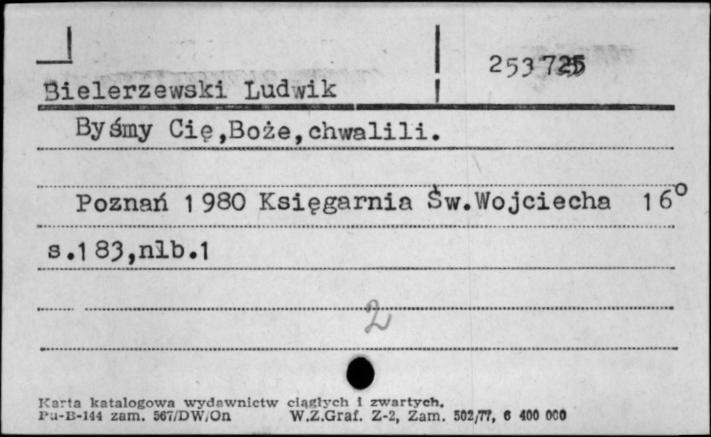 Bielerzewski Ludwik
Byśmy Cię,Boże,chwalili.
Poznań 1980 Księgarnia Św.Wojciecha 16°
s.183,nlb.1
2
Karta katalogowa wydawnictw ciągłych i zwartych.
Pu-B-144 zam. 567/DW/On W.Z.Graf. Z-2, Zam. 502/77, 6 400 000